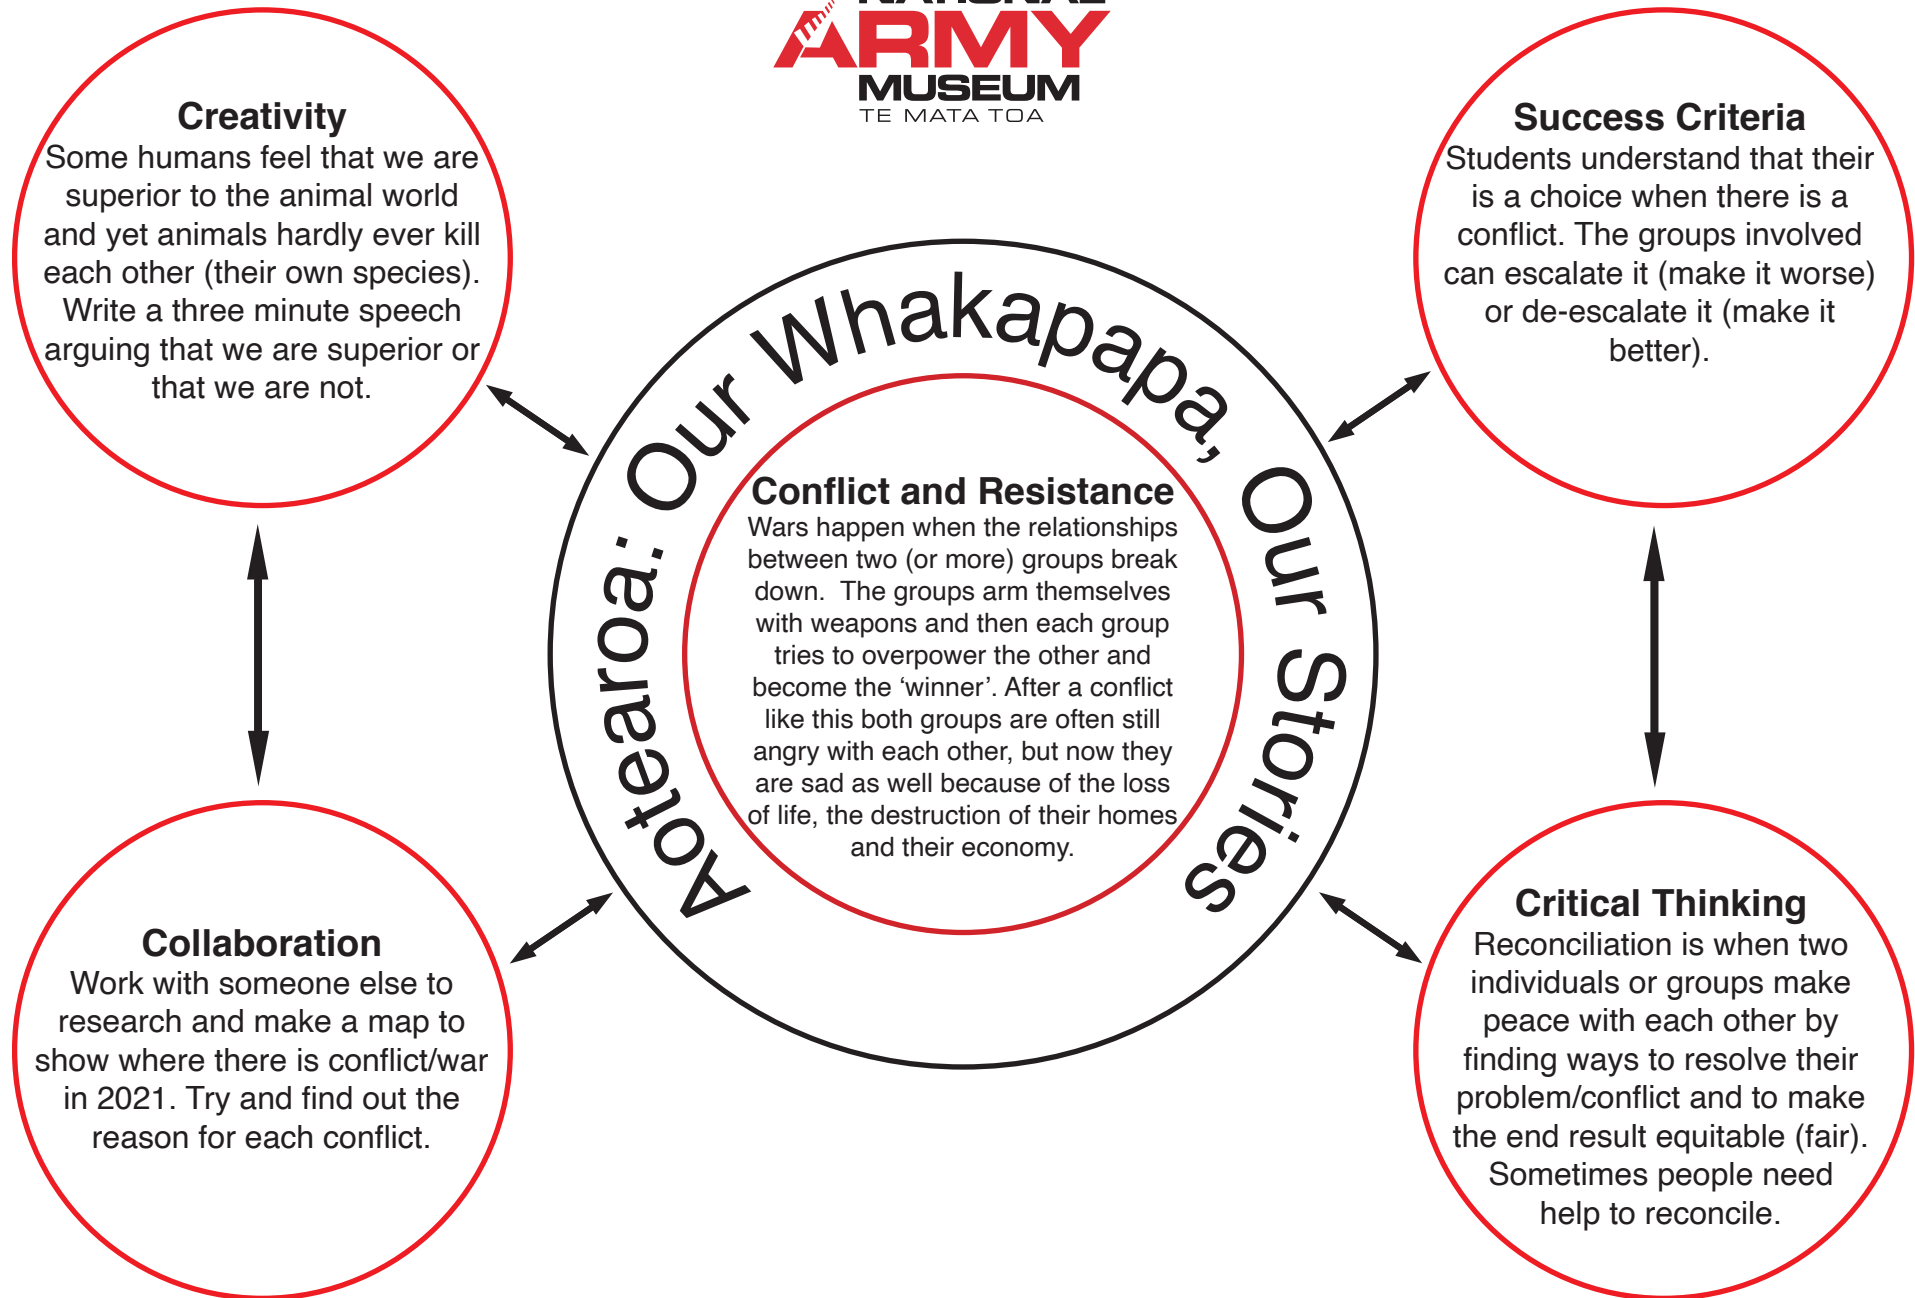 NATIONAL
ARMY
MUSEUM
TE MATA TOA
Creativity
Some humans feel that we are
superior to the animal world
and yet animals hardly ever kill
each other (their own species).
Write a three minute speech
arguing that we are superior or
that we are not.
Success Criteria
Students understand that their
is a choice when there is a
conflict. The groups involved
can escalate it (make it worse)
or de-escalate it (make it
better).
Aotearoa: Our Whakapapa, Our Stories
Conflict and Resistance
Wars happen when the relationships
between two (or more) groups break
down.  The groups arm themselves
with weapons and then each group
tries to overpower the other and
become the ‘winner’. After a conflict
like this both groups are often still
angry with each other, but now they
are sad as well because of the loss
of life, the destruction of their homes
and their economy.
Collaboration
Work with someone else to
research and make a map to
show where there is conflict/war
in 2021. Try and find out the
reason for each conflict.
Critical Thinking
Reconciliation is when two
individuals or groups make
peace with each other by
finding ways to resolve their
problem/conflict and to make
the end result equitable (fair).
Sometimes people need
help to reconcile.